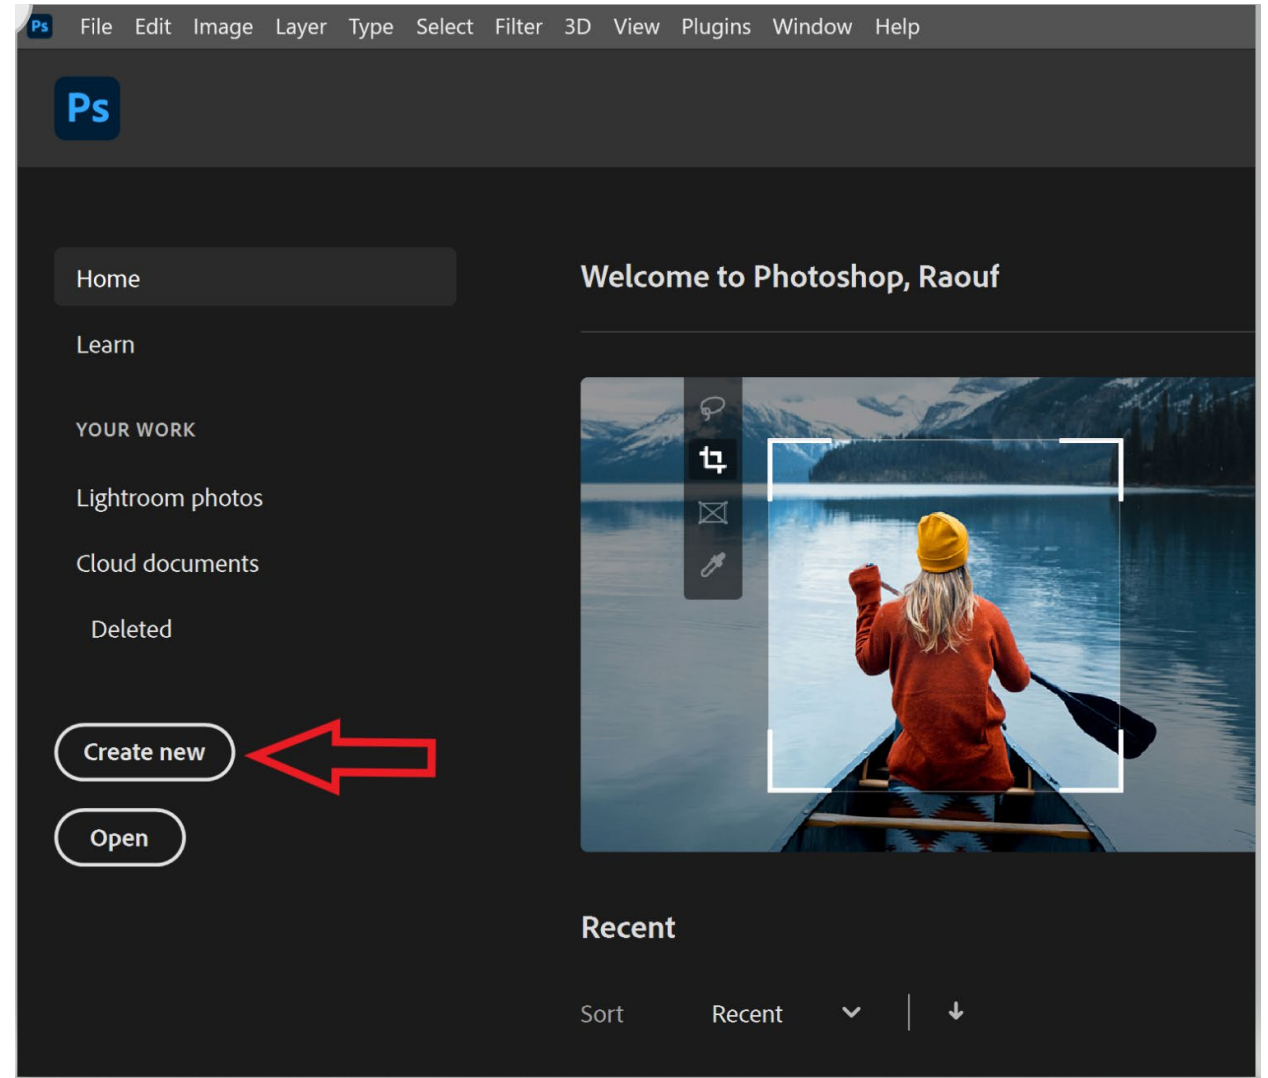 Ps File Edit Image Layer Type Select Filter 3D View Plugins Window Help
Ps
Home
Learn
YOUR WORK
Lightroom photos
Cloud documents
Deleted
Create new
Open
Welcome to Photoshop, Raouf
Recent
Sort Recent